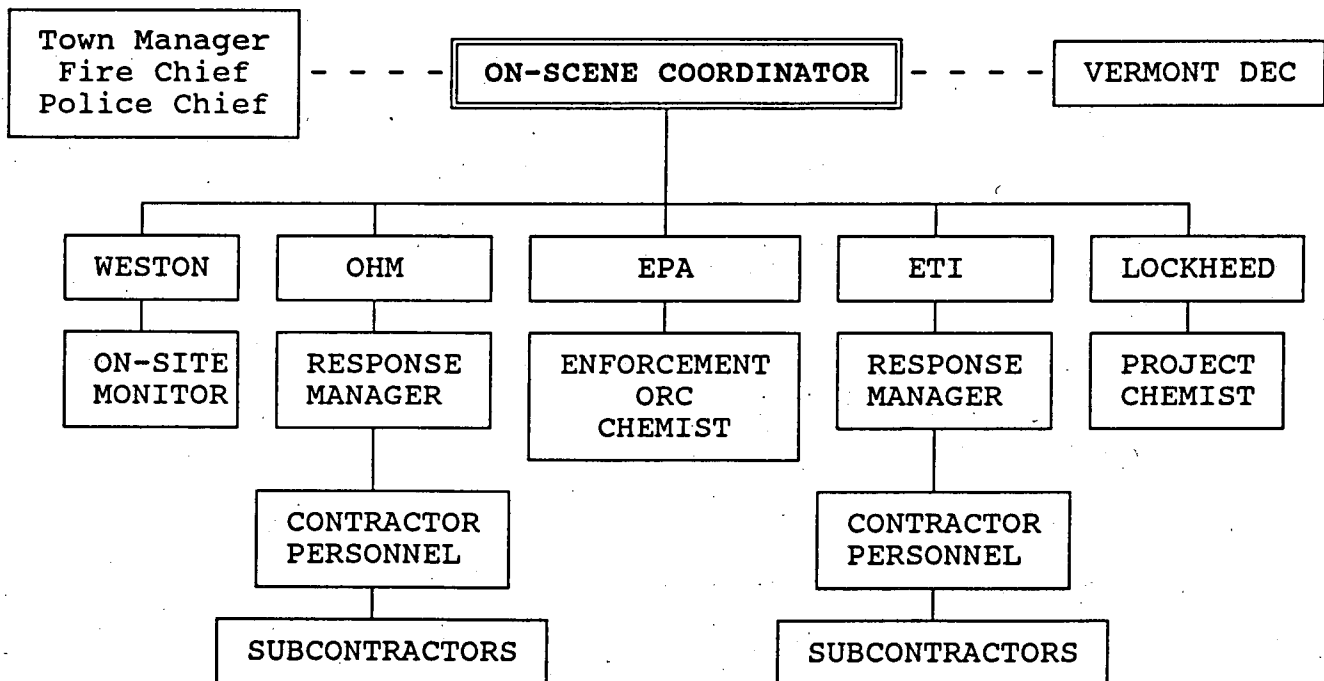 Town Manager
Fire Chief
Police Chief
ON-SCENE COORDINATOR
VERMONT DEC
WESTON
OHM
EPA
ETI
LOCKHEED
ON-SITE
MONITOR
RESPONSE
MANAGER
ENFORCEMENT
ORC
CHEMIST
RESPONSE
MANAGER
PROJECT
CHEMIST
CONTRACTOR
PERSONNEL
CONTRACTOR
PERSONNEL
SUBCONTRACTORS
SUBCONTRACTORS